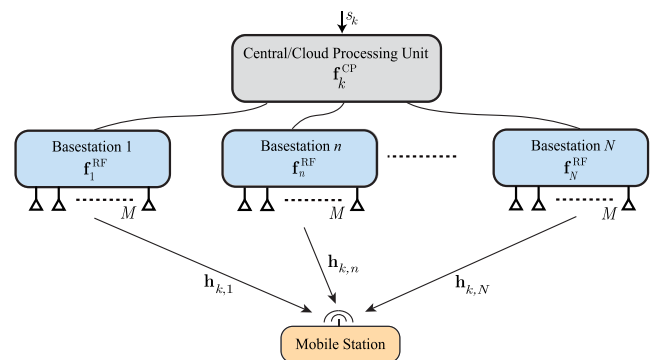 s_k
Central/Cloud Processing Unit
f_k^CP
Basestation 1
f_1^RF
Basestation n
f_n^RF
Basestation N
f_N^RF
M
M
M
h_{k,1}
h_{k,n}
h_{k,N}
Mobile Station